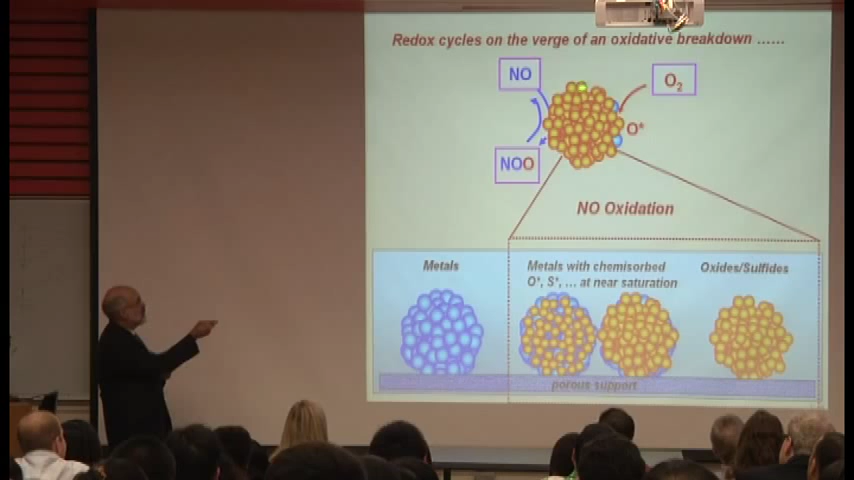 Redox cycles on the verge of an oxidative breakdown ......
NO
O2
O*
NOO
NO Oxidation
Metals
Metals with chemisorbed
O*, S*, ... at near saturation
Oxides/Sulfides
porous support